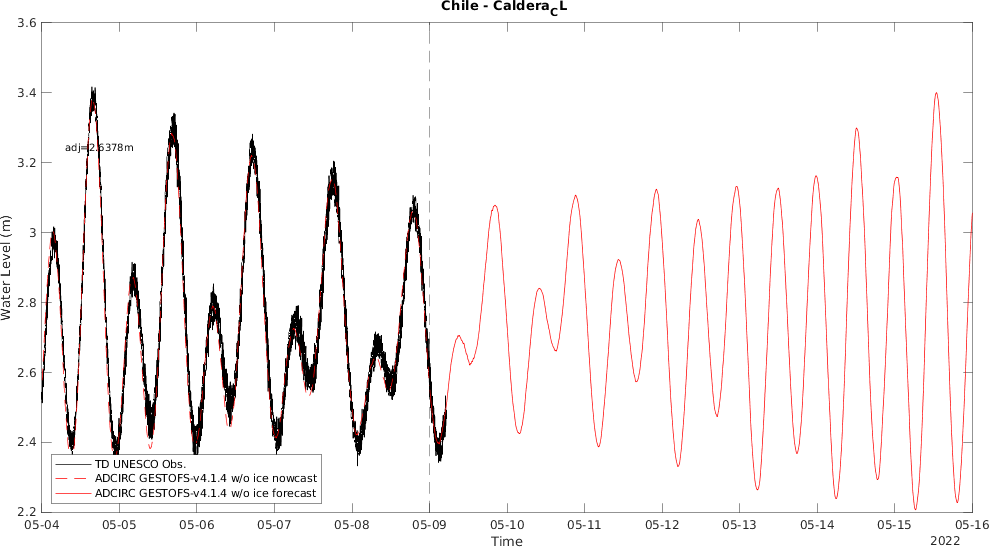 Chile - Caldera_CL
3.6
3.4
3.2
3
2.8
2.6
2.4
2.2
Water Level (m)
adj=2.6378m
TD UNESCO Obs.
ADCIRC GESTOFS-v4.1.4 w/o ice nowcast
ADCIRC GESTOFS-v4.1.4 w/o ice forecast
05-04 05-05 05-06 05-07 05-08 05-09 05-10 05-11 05-12 05-13 05-14 05-15 05-16
Time
2022